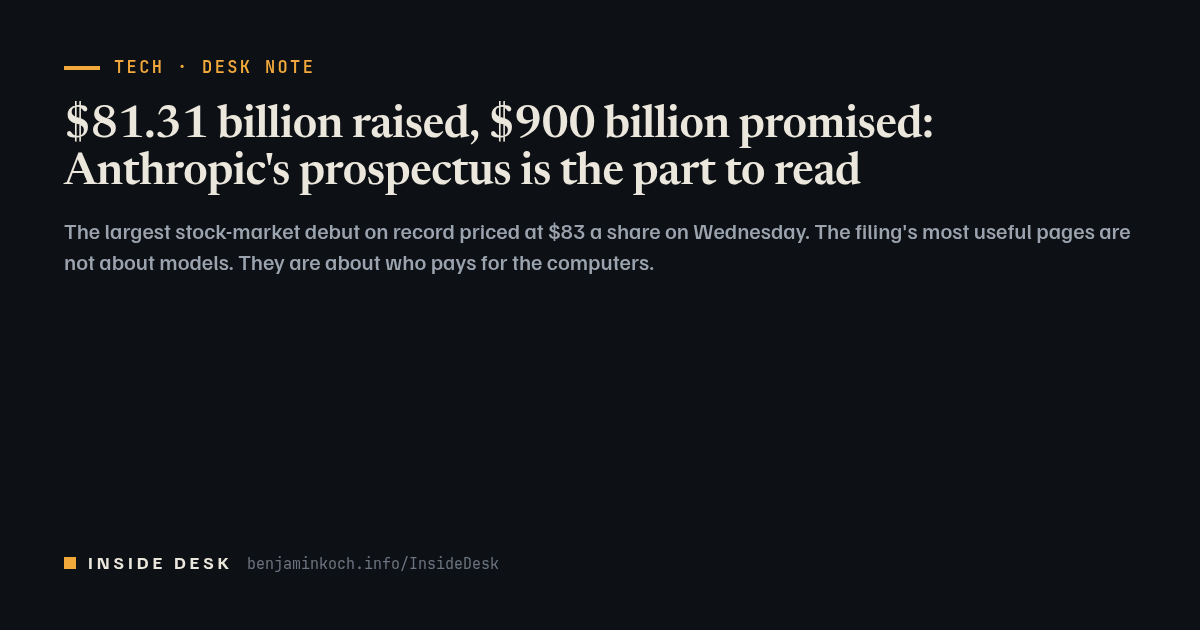 TECH · DESK NOTE
$81.31 billion raised, $900 billion promised:
Anthropic's prospectus is the part to read
The largest stock-market debut on record priced at $83 a share on Wednesday. The filing's most useful pages are
not about models. They are about who pays for the computers.
INSIDE DESK benjaminkoch.info/InsideDesk